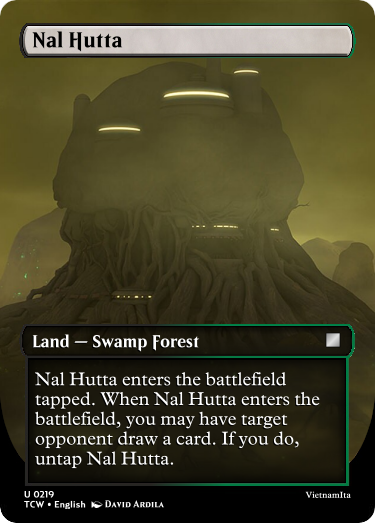 Nal Hutta
Land — Swamp Forest
Nal Hutta enters the battlefield
tapped. When Nal Hutta enters the
battlefield, you may have target
opponent draw a card. If you do,
untap Nal Hutta.
U 0219
VietnamIta
TCW • English DAVID ARDILA